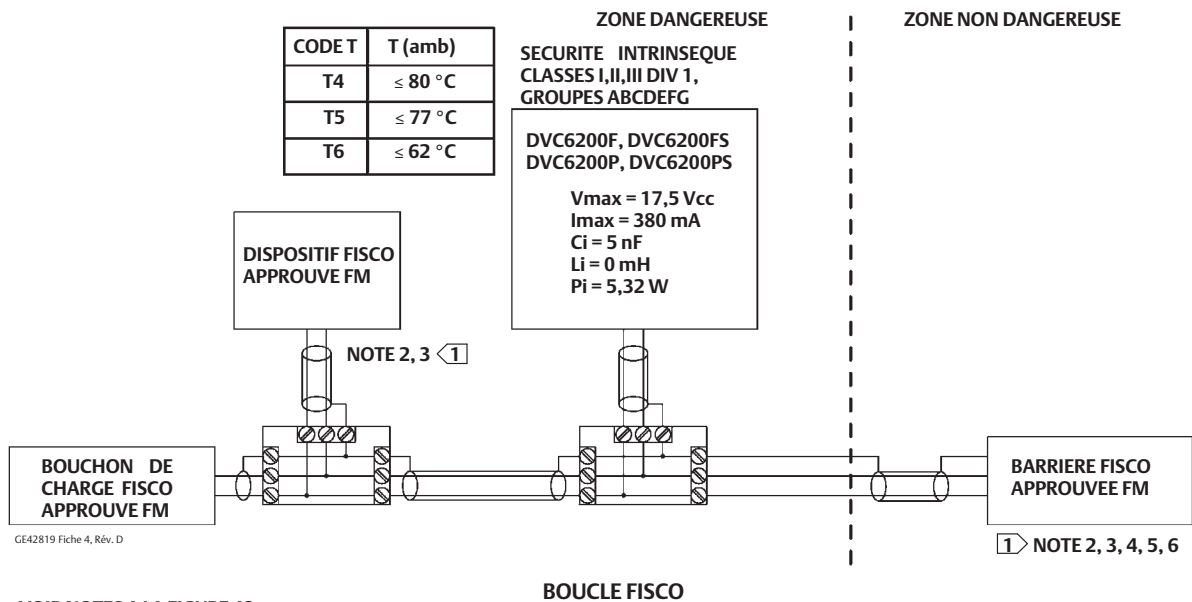 ZONE DANGEREUSE
ZONE NON DANGEREUSE
CODE T T (amb)
T4 ≤ 80 °C
T5 ≤ 77 °C
T6 ≤ 62 °C
SECURITE INTRINSEQUE
CLASSES I,II,III DIV 1,
GROUPES ABCDEFG
DVC6200F, DVC6200FS
DVC6200P, DVC6200PS
Vmax = 17,5 Vcc
Imax = 380 mA
Ci = 5 nF
Li = 0 mH
Pi = 5,32 W
DISPOSITIF FISCO
APPROUVE FM
NOTE 2, 3 1
BOUCHON DE
CHARGE FISCO
APPROUVE FM
BARRIERE FISCO
APPROUVEE FM
GE42819 Fiche 4, Rév. D
1 NOTE 2, 3, 4, 5, 6
BOUCLE FISCO